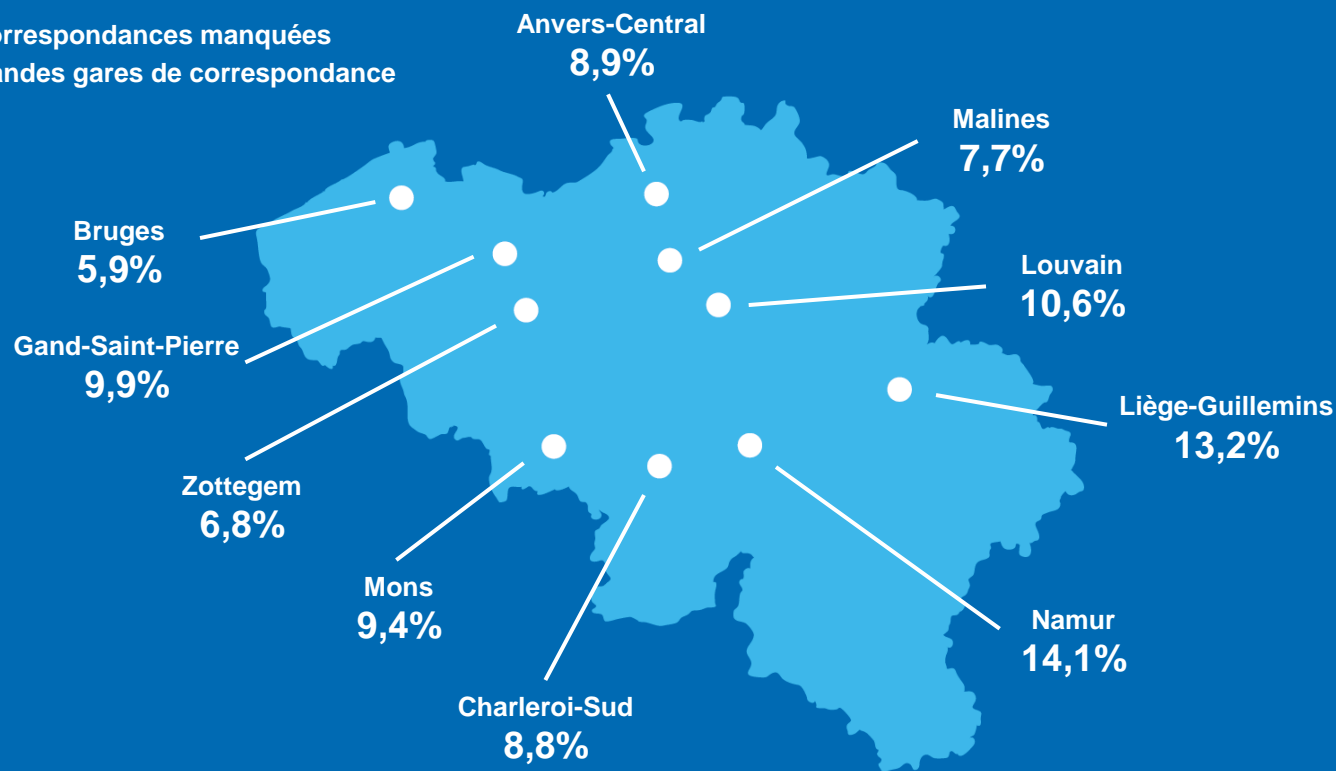 correspondances manquées
grandes gares de correspondance
Anvers-Central
8,9%
Malines
7,7%
Bruges
5,9%
Louvain
10,6%
Gand-Saint-Pierre
9,9%
Liège-Guillemins
13,2%
Zottegem
6,8%
Mons
9,4%
Namur
14,1%
Charleroi-Sud
8,8%